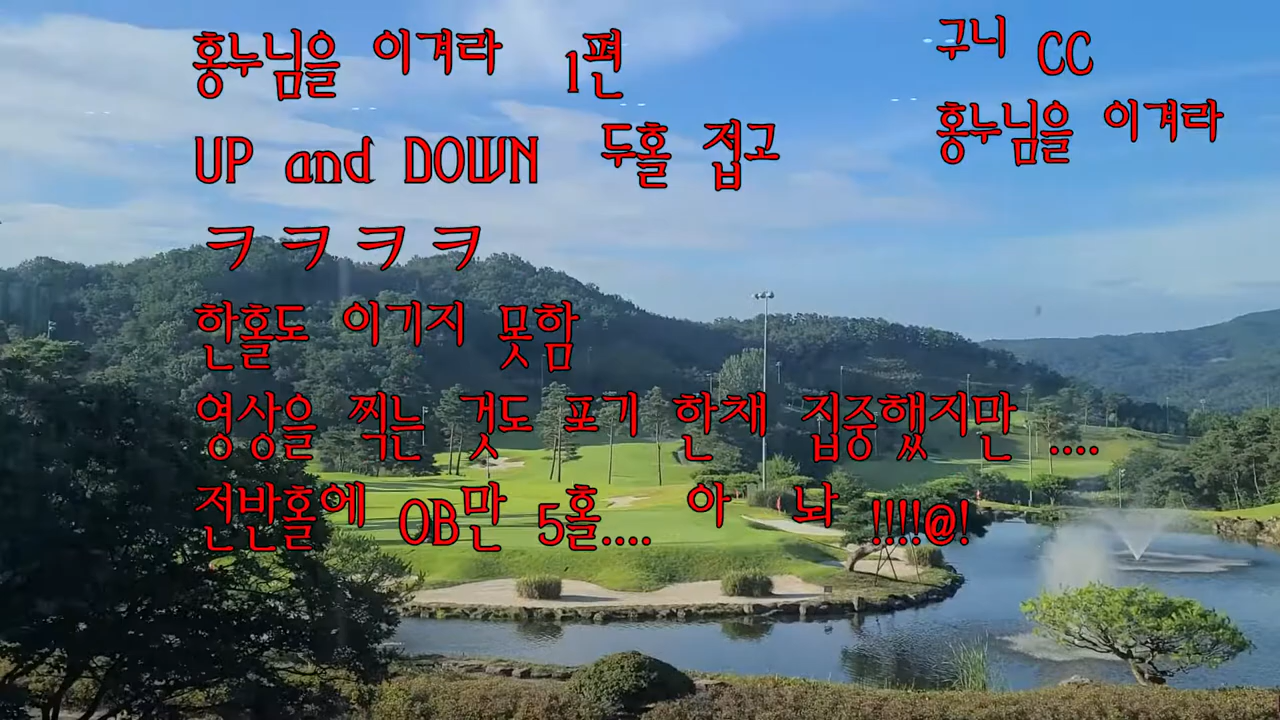 홍누님을 이겨라 1편
UP and DOWN 두홀 접고
ㅋㅋㅋㅋ
한홀도 이기지 못함
영상을 찍는 것도 포기 한채 집중했지만 ....
전반홀에 OB만 5홀.... 아 놔 !!!!@!
구니 CC
홍누님을 이겨라